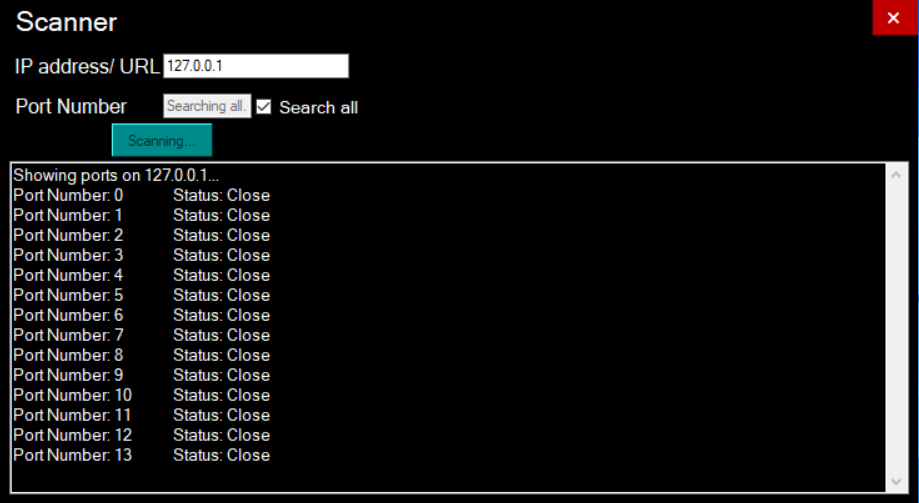 Scanner
×
IP address/ URL 127.0.0.1
Port Number Searching all. Search all
Scanning...
Showing ports on 127.0.0.1...
Port Number: 0 Status: Close
Port Number: 1 Status: Close
Port Number: 2 Status: Close
Port Number: 3 Status: Close
Port Number: 4 Status: Close
Port Number: 5 Status: Close
Port Number: 6 Status: Close
Port Number: 7 Status: Close
Port Number: 8 Status: Close
Port Number: 9 Status: Close
Port Number: 10 Status: Close
Port Number: 11 Status: Close
Port Number: 12 Status: Close
Port Number: 13 Status: Close